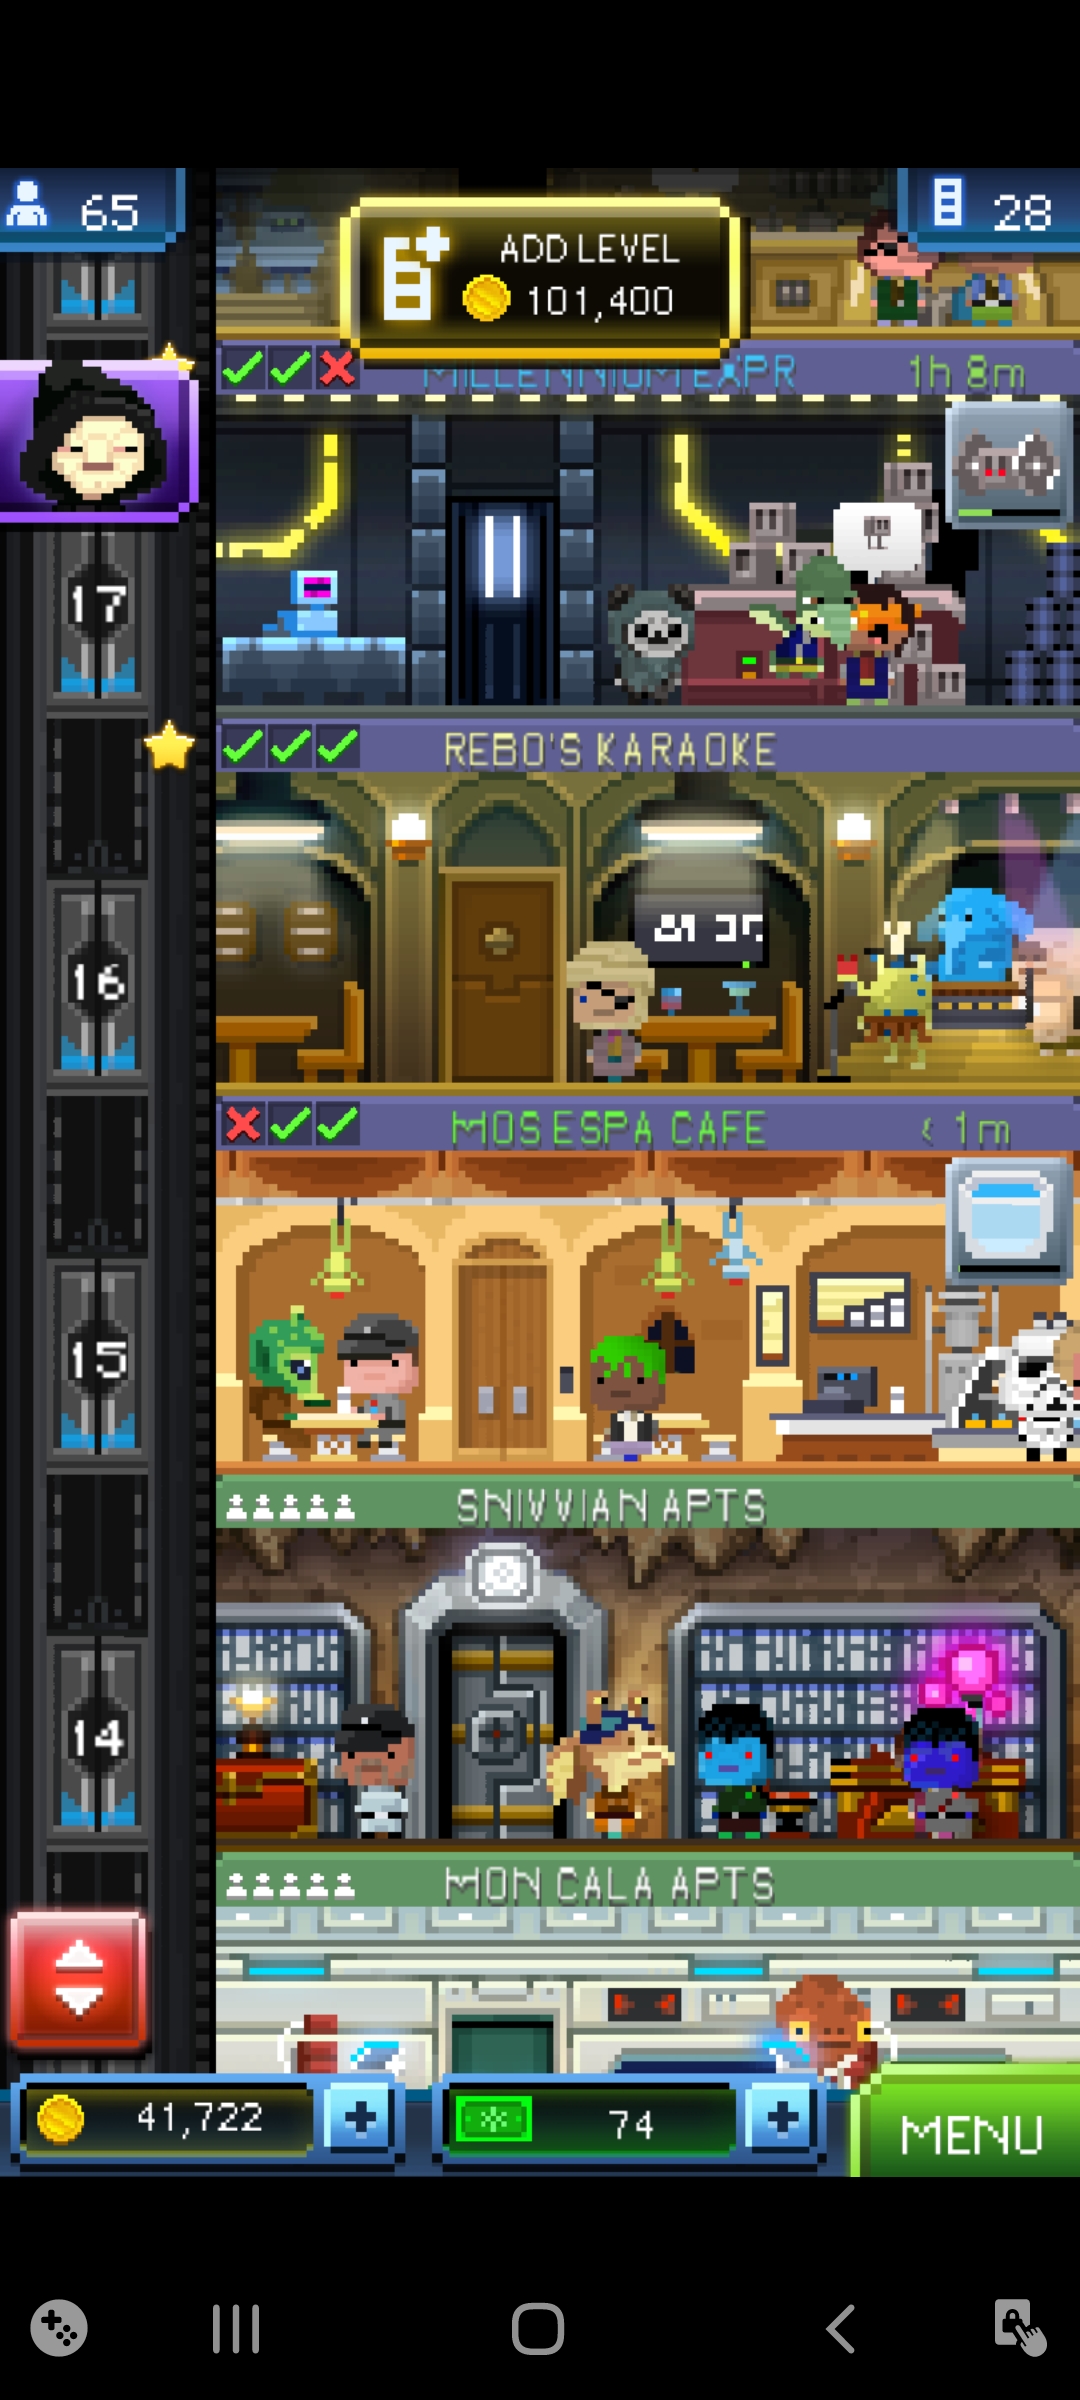 65
ADD LEVEL
101,400
28
MILLENNIUM EXPR
1h 8m
17
REBO'S KARAOKE
16
MOS ESPA CAFE
< 1m
15
SNIVVIAN APTS
14
MON CALA APTS
41,722
74
MENU